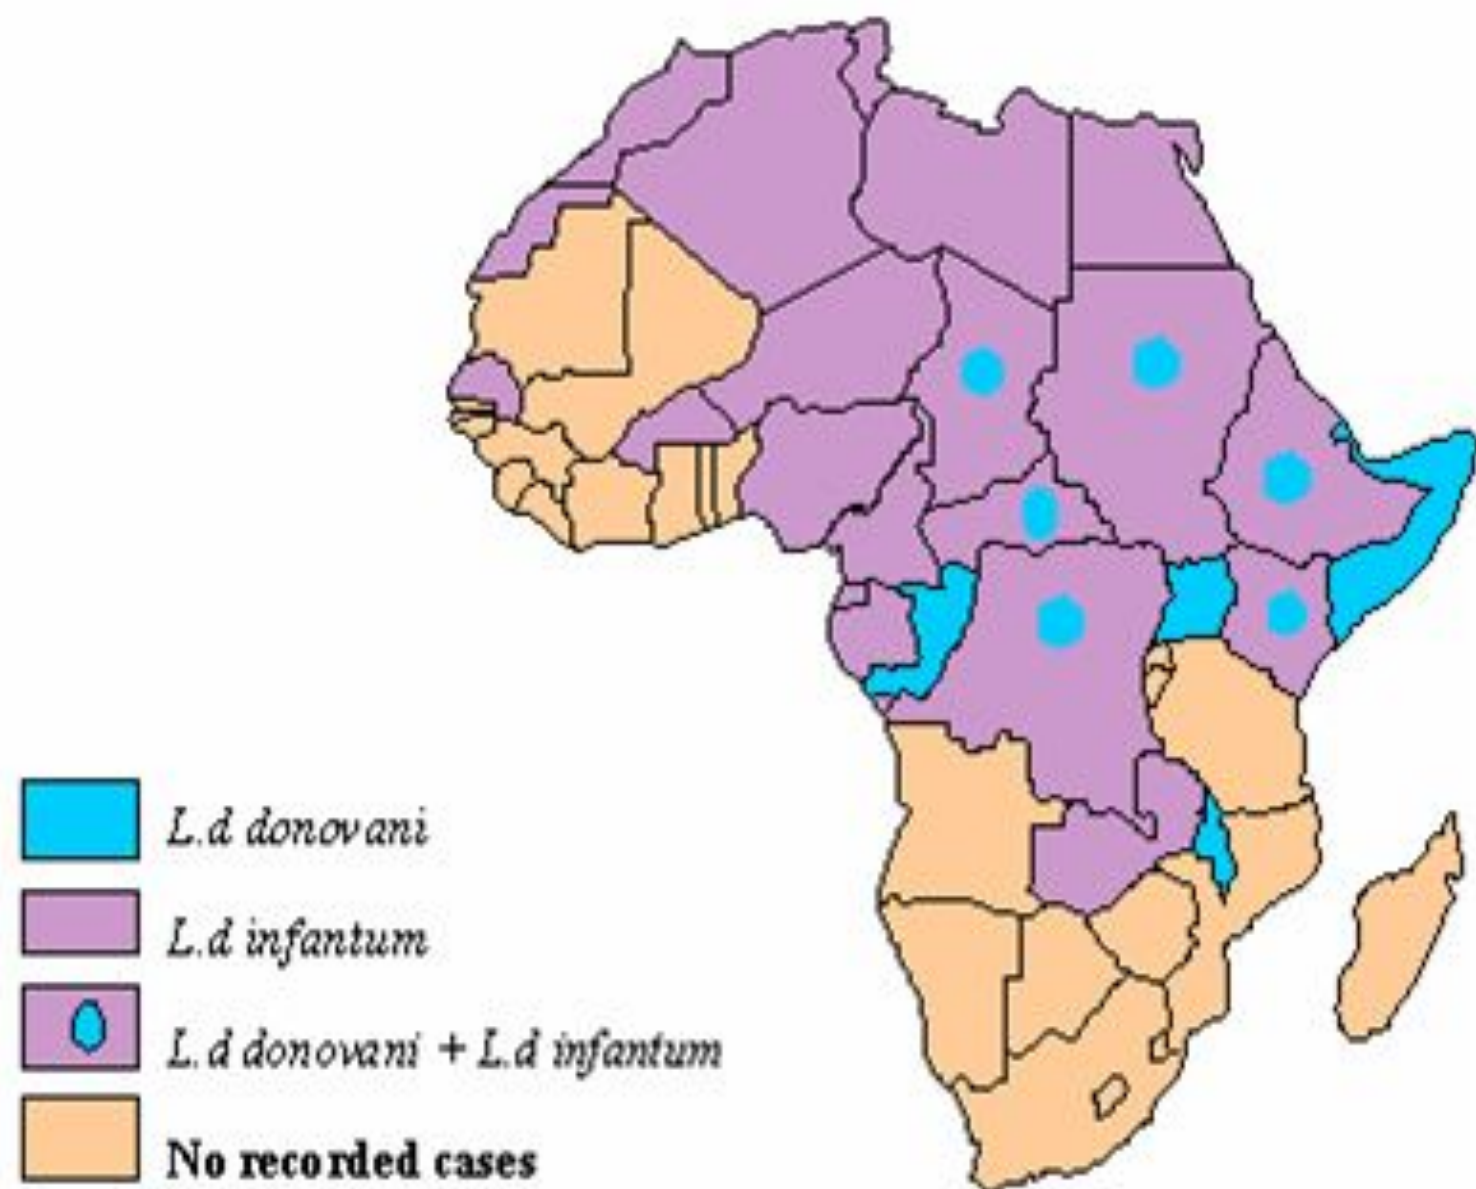 L.d donovani
L.d infantum
L.d donovani + L.d infantum
No recorded cases